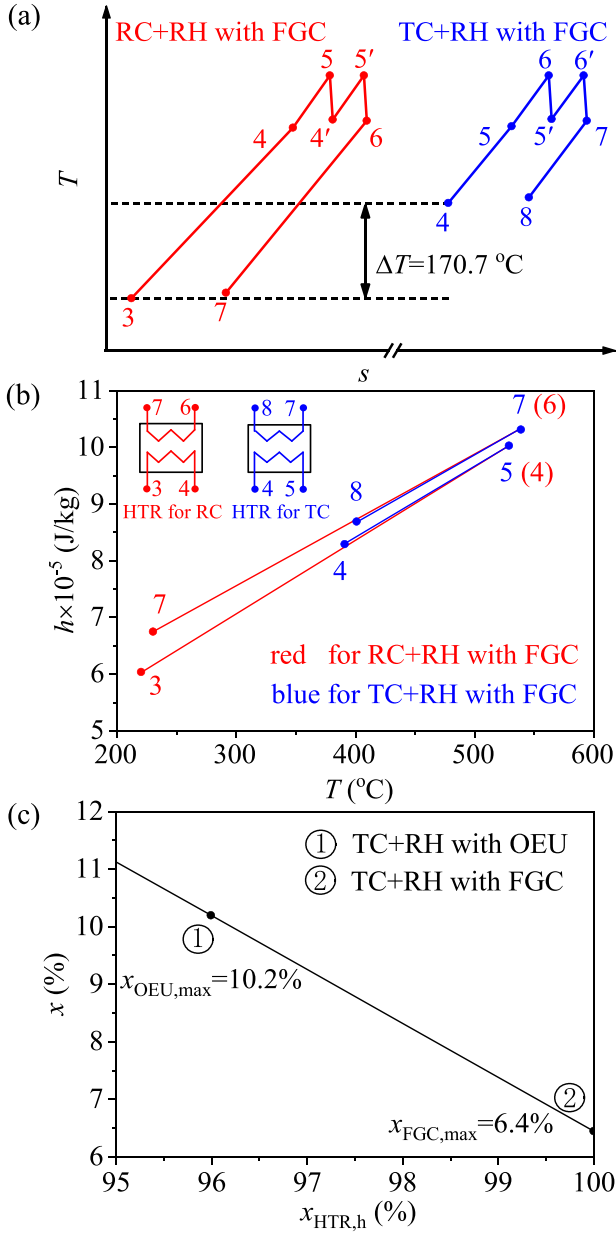 (a)
RC+RH with FGC
TC+RH with FGC
5 5′
6 6′
4 4′ 6
5 5′ 7
4 8
T
ΔT=170.7 °C
3 7
s
(b)
11
10
9
8
7
6
5
h×10⁻⁵ (J/kg)
7 6
8 7
3 4
4 5
HTR for RC
HTR for TC
7 (6)
5 (4)
8
4
7
3
red for RC+RH with FGC
blue for TC+RH with FGC
200 300 400 500 600
T (°C)
(c)
12
11
10
9
8
7
6
x (%)
① TC+RH with OEU
② TC+RH with FGC
①
xOEU,max=10.2%
②
xFGC,max=6.4%
95 96 97 98 99 100
xHTR,h (%)